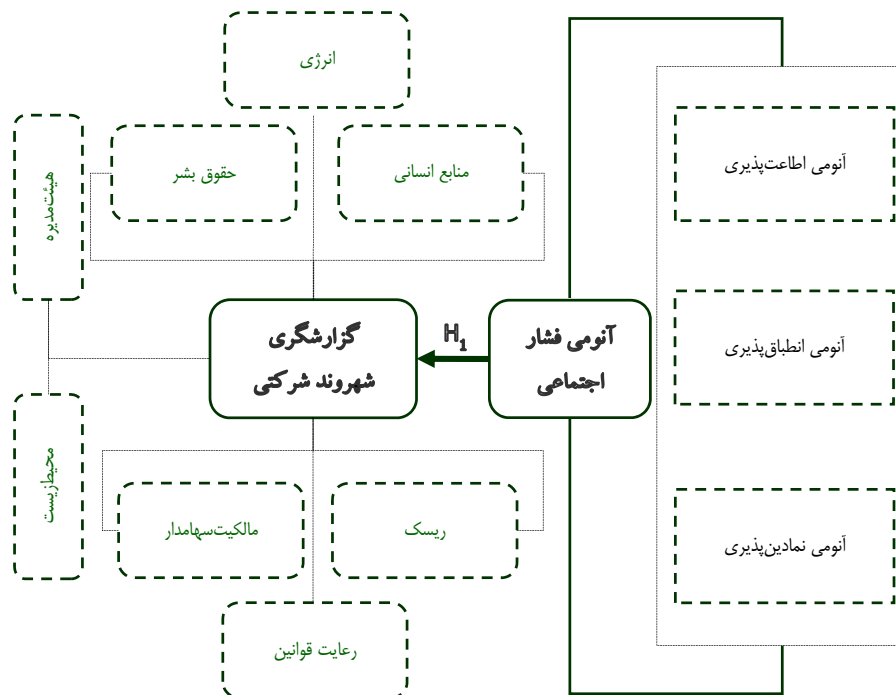 انرژی
حقوق بشر
منابع انسانی
هیئت‌مدیره
آنومی اطاعت‌پذیری
گزارشگری
شهروند شرکتی
H1
آنومی فشار
اجتماعی
آنومی انطباق‌پذیری
محیط‌زیست
مالکیت‌سهامدار
ریسک
آنومی نمادین‌پذیری
رعایت قوانین